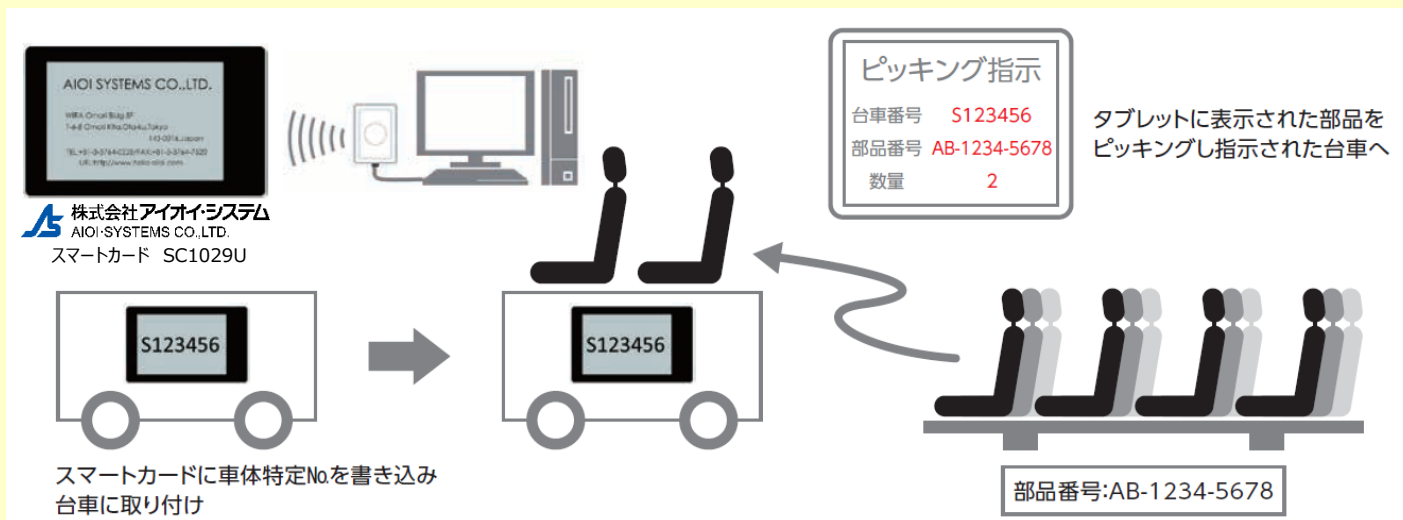 AIOI SYSTEMS CO.,LTD.
143-0016,Japan
株式会社アイオイ・システム
AIOI・SYSTEMS CO.,LTD.
スマートカード SC1029U
ピッキング指示
台車番号 S123456
部品番号 AB-1234-5678
数量 2
タブレットに表示された部品を
ピッキングし指示された台車へ
S123456
S123456
スマートカードに車体特定No.を書き込み
台車に取り付け
部品番号:AB-1234-5678